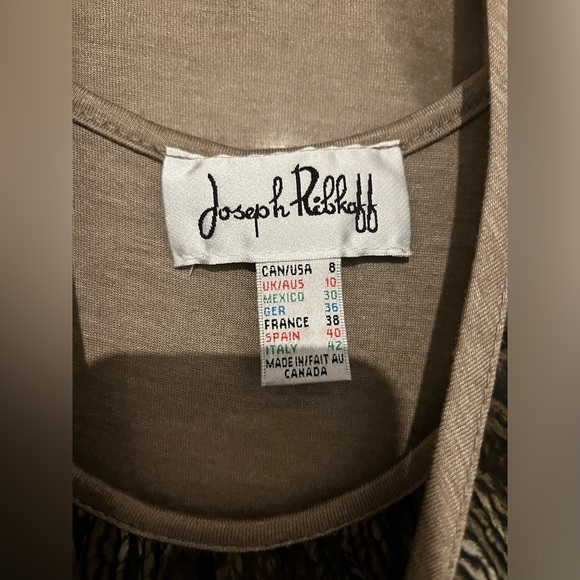 Joseph Ribkoff
CAN/USA 8
UK/AUS 10
MEXICO 30
GER 36
FRANCE 38
SPAIN 40
ITALY 42
MADE IN/FAIT AU
CANADA